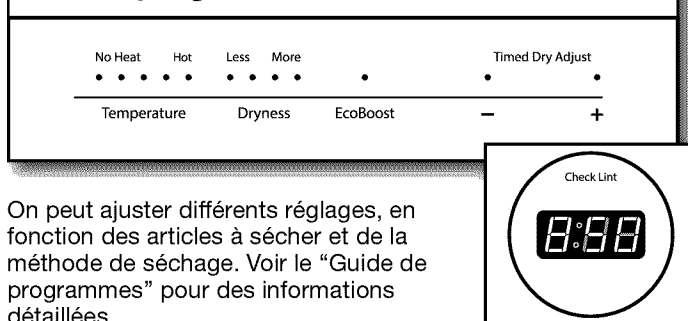 No Heat Hot Less More Timed Dry Adjust
Temperature Dryness EcoBoost − +
Check Lint
8:88
On peut ajuster différents réglages, en
fonction des articles à sécher et de la
méthode de séchage. Voir le “Guide de
programmes” pour des informations
détaillées